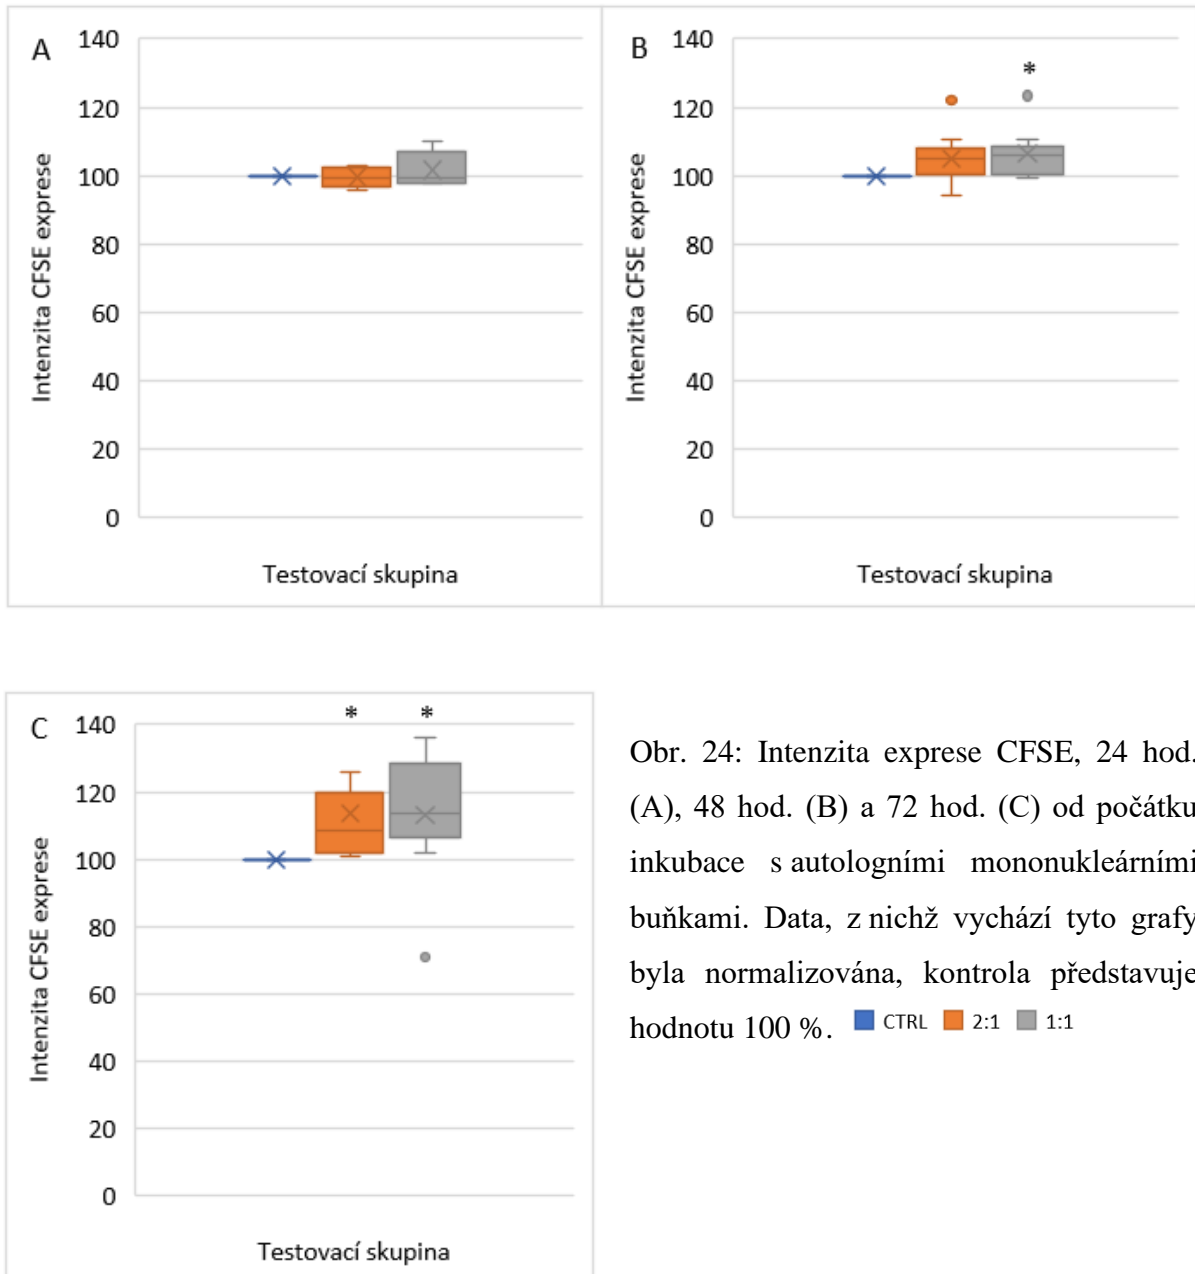 A
140
120
100
80
60
40
20
0
Intenzita CFSE exprese
Testovací skupina
B
*
140
120
100
80
60
40
20
0
Intenzita CFSE exprese
Testovací skupina
C
* *
140
120
100
80
60
40
20
0
Intenzita CFSE exprese
Testovací skupina
Obr. 24: Intenzita exprese CFSE, 24 hod.
(A), 48 hod. (B) a 72 hod. (C) od počátku
inkubace s autologními mononukleárními
buňkami. Data, z nichž vychází tyto grafy
byla normalizována, kontrola představuje
hodnotu 100 %. CTRL 2:1 1:1